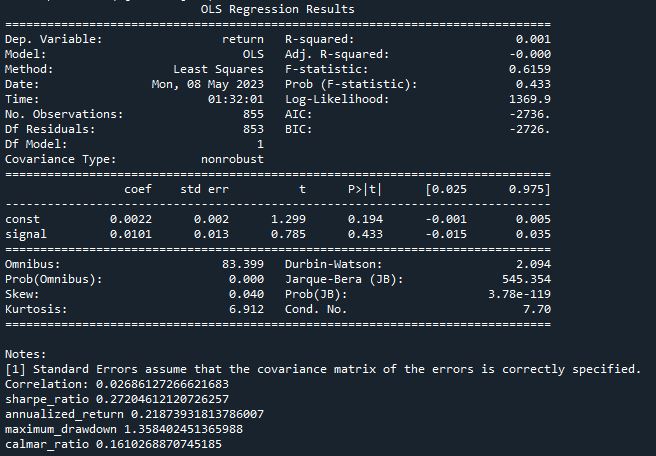 OLS Regression Results
==============================================================================
Dep. Variable:                 return   R-squared:                       0.001
Model:                            OLS   Adj. R-squared:                 -0.000
Method:                 Least Squares   F-statistic:                    0.6159
Date:                Mon, 08 May 2023   Prob (F-statistic):              0.433
Time:                        01:32:01   Log-Likelihood:                 1369.9
No. Observations:                 855   AIC:                            -2736.
Df Residuals:                     853   BIC:                            -2726.
Df Model:                           1
Covariance Type:            nonrobust
==============================================================================
                 coef    std err          t      P>|t|      [0.025      0.975]
------------------------------------------------------------------------------
const          0.0022      0.002      1.299      0.194      -0.001       0.005
signal         0.0101      0.013      0.785      0.433      -0.015       0.035
==============================================================================
Omnibus:                       83.399   Durbin-Watson:                   2.094
Prob(Omnibus):                  0.000   Jarque-Bera (JB):              545.354
Skew:                           0.040   Prob(JB):                    3.78e-119
Kurtosis:                       6.912   Cond. No.                         7.70
==============================================================================
Notes:
[1] Standard Errors assume that the covariance matrix of the errors is correctly specified.
Correlation: 0.02686127266621683
sharpe_ratio 0.27204612120726257
annualized_return 0.21873931813786007
maximum_drawdown 1.358402451365988
calmar_ratio 0.1610268870745185